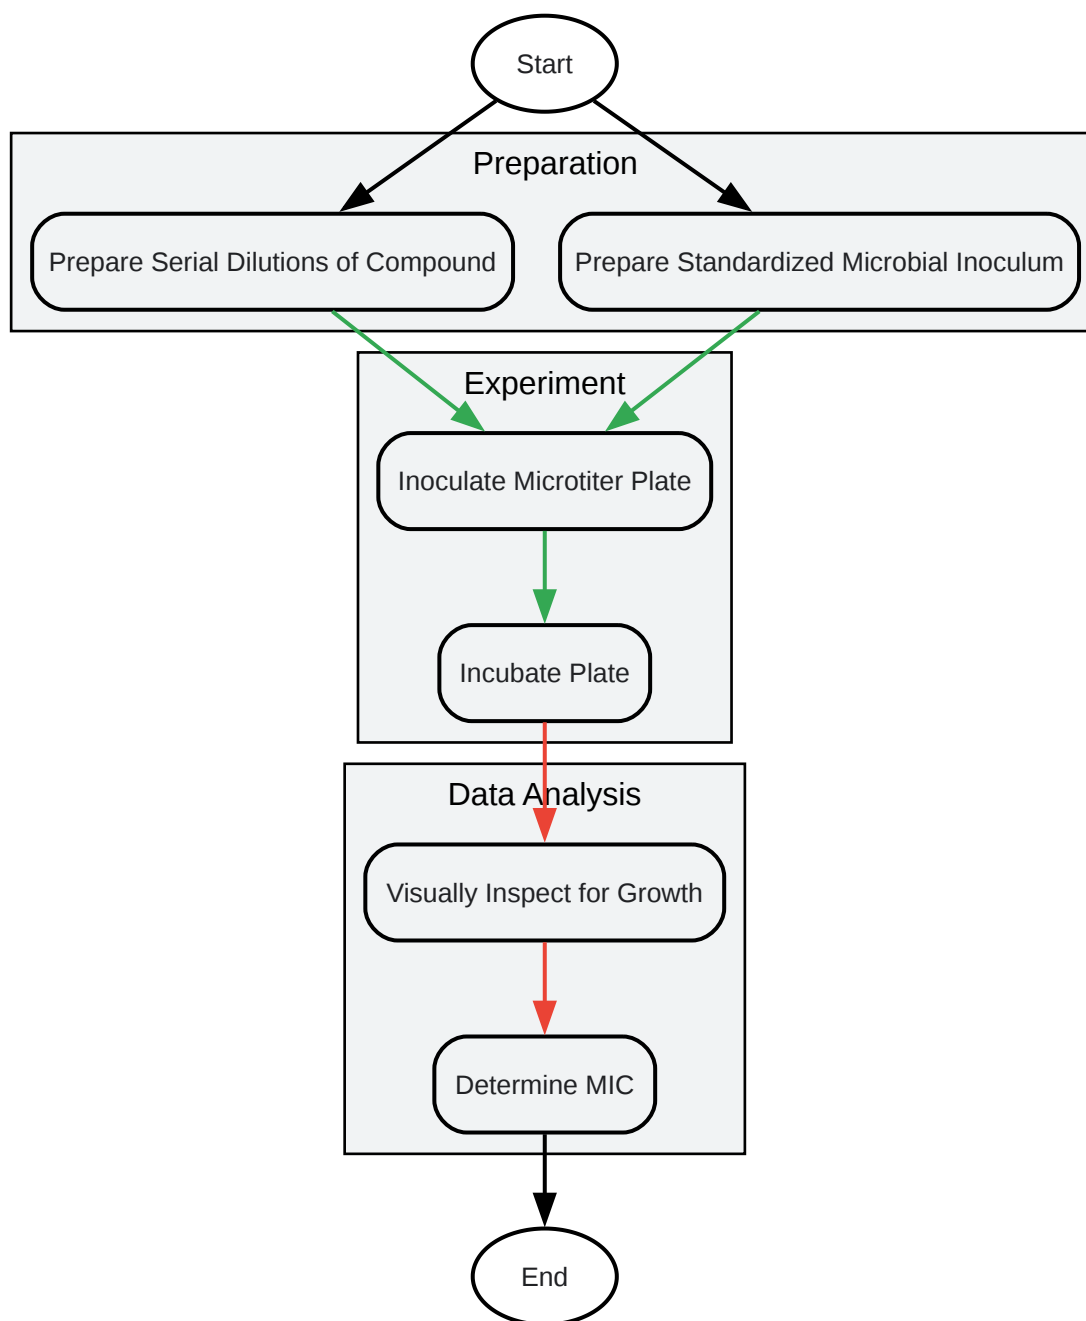 Start
Preparation
Prepare Serial Dilutions of Compound
Prepare Standardized Microbial Inoculum
Experiment
Inoculate Microtiter Plate
Incubate Plate
Data Analysis
Visually Inspect for Growth
Determine MIC
End